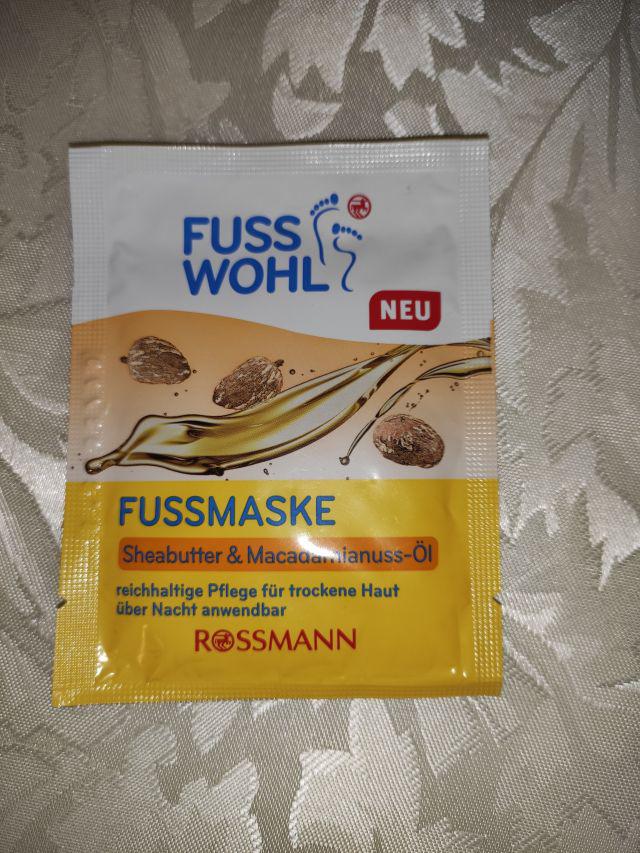 FUSS
WOHL
NEU
FUSSMASKE
Sheabutter & Macadamianuss-Öl
reichhaltige Pflege für trockene Haut
über Nacht anwendbar
ROSSMANN